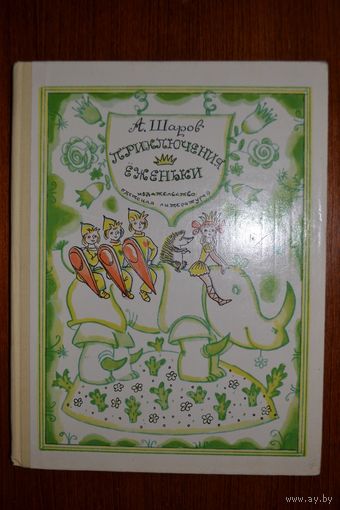 А. Шаров
ПРИКЛЮЧЕНИЯ
ЕЖЕНЬКИ
издательство
детская литература
www.ay.by